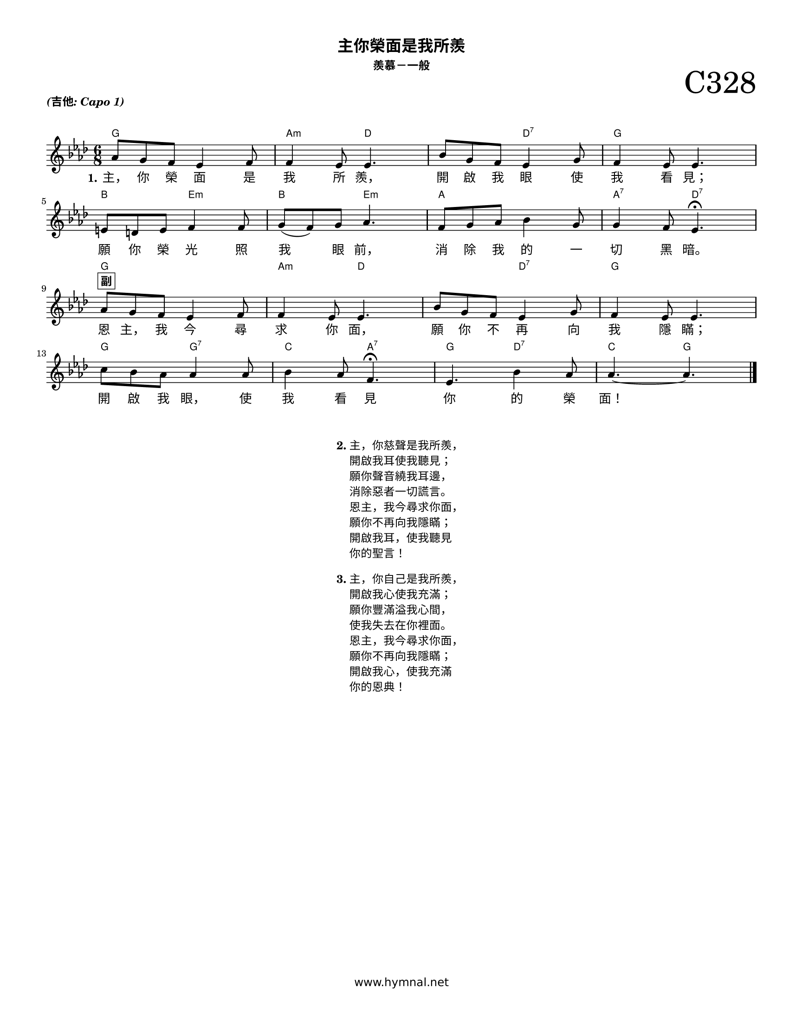 主你榮面是我所羨
羨慕－一般
C328
(吉他: Capo 1)
G Am D D7 G
1. 主， 你 榮 面 是 我 所 羨， 開 啟 我 眼 使 我 看 見；
B Em B Em A A7 D7
5
願 你 榮 光 照 我 眼 前， 消 除 我 的 一 切 黑 暗。
G Am D D7 G
副
9
恩 主， 我 今 尋 求 你 面， 願 你 不 再 向 我 隱 瞞；
G G7 C A7 G D7 C G
13
開 啟 我 眼， 使 我 看 見 你 的 榮 面！
2. 主，你慈聲是我所羨，
開啟我耳使我聽見；
願你聲音繞我耳邊，
消除惡者一切謊言。
恩主，我今尋求你面，
願你不再向我隱瞞；
開啟我耳，使我聽見
你的聖言！
3. 主，你自己是我所羨，
開啟我心使我充滿；
願你豐滿溢我心間，
使我失去在你裡面。
恩主，我今尋求你面，
願你不再向我隱瞞；
開啟我心，使我充滿
你的恩典！
www.hymnal.net